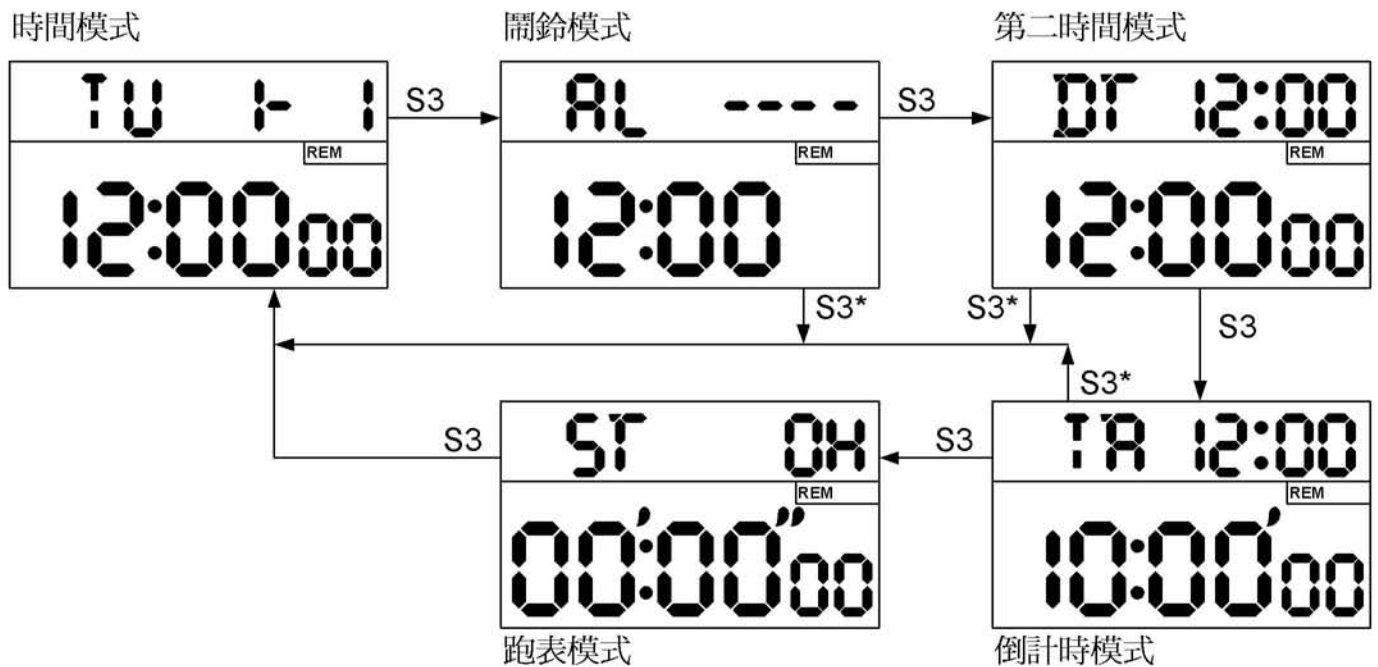 時間模式
鬧鈴模式
第二時間模式
TU 1- 1
REM
12:00 00
S3
AL ----
REM
12:00
S3
DT 12:00
REM
12:00 00
S3*
S3*
S3
S3*
S3
ST 0H
REM
00':00" 00
S3
TR 12:00
REM
10:00' 00
跑表模式
倒計時模式